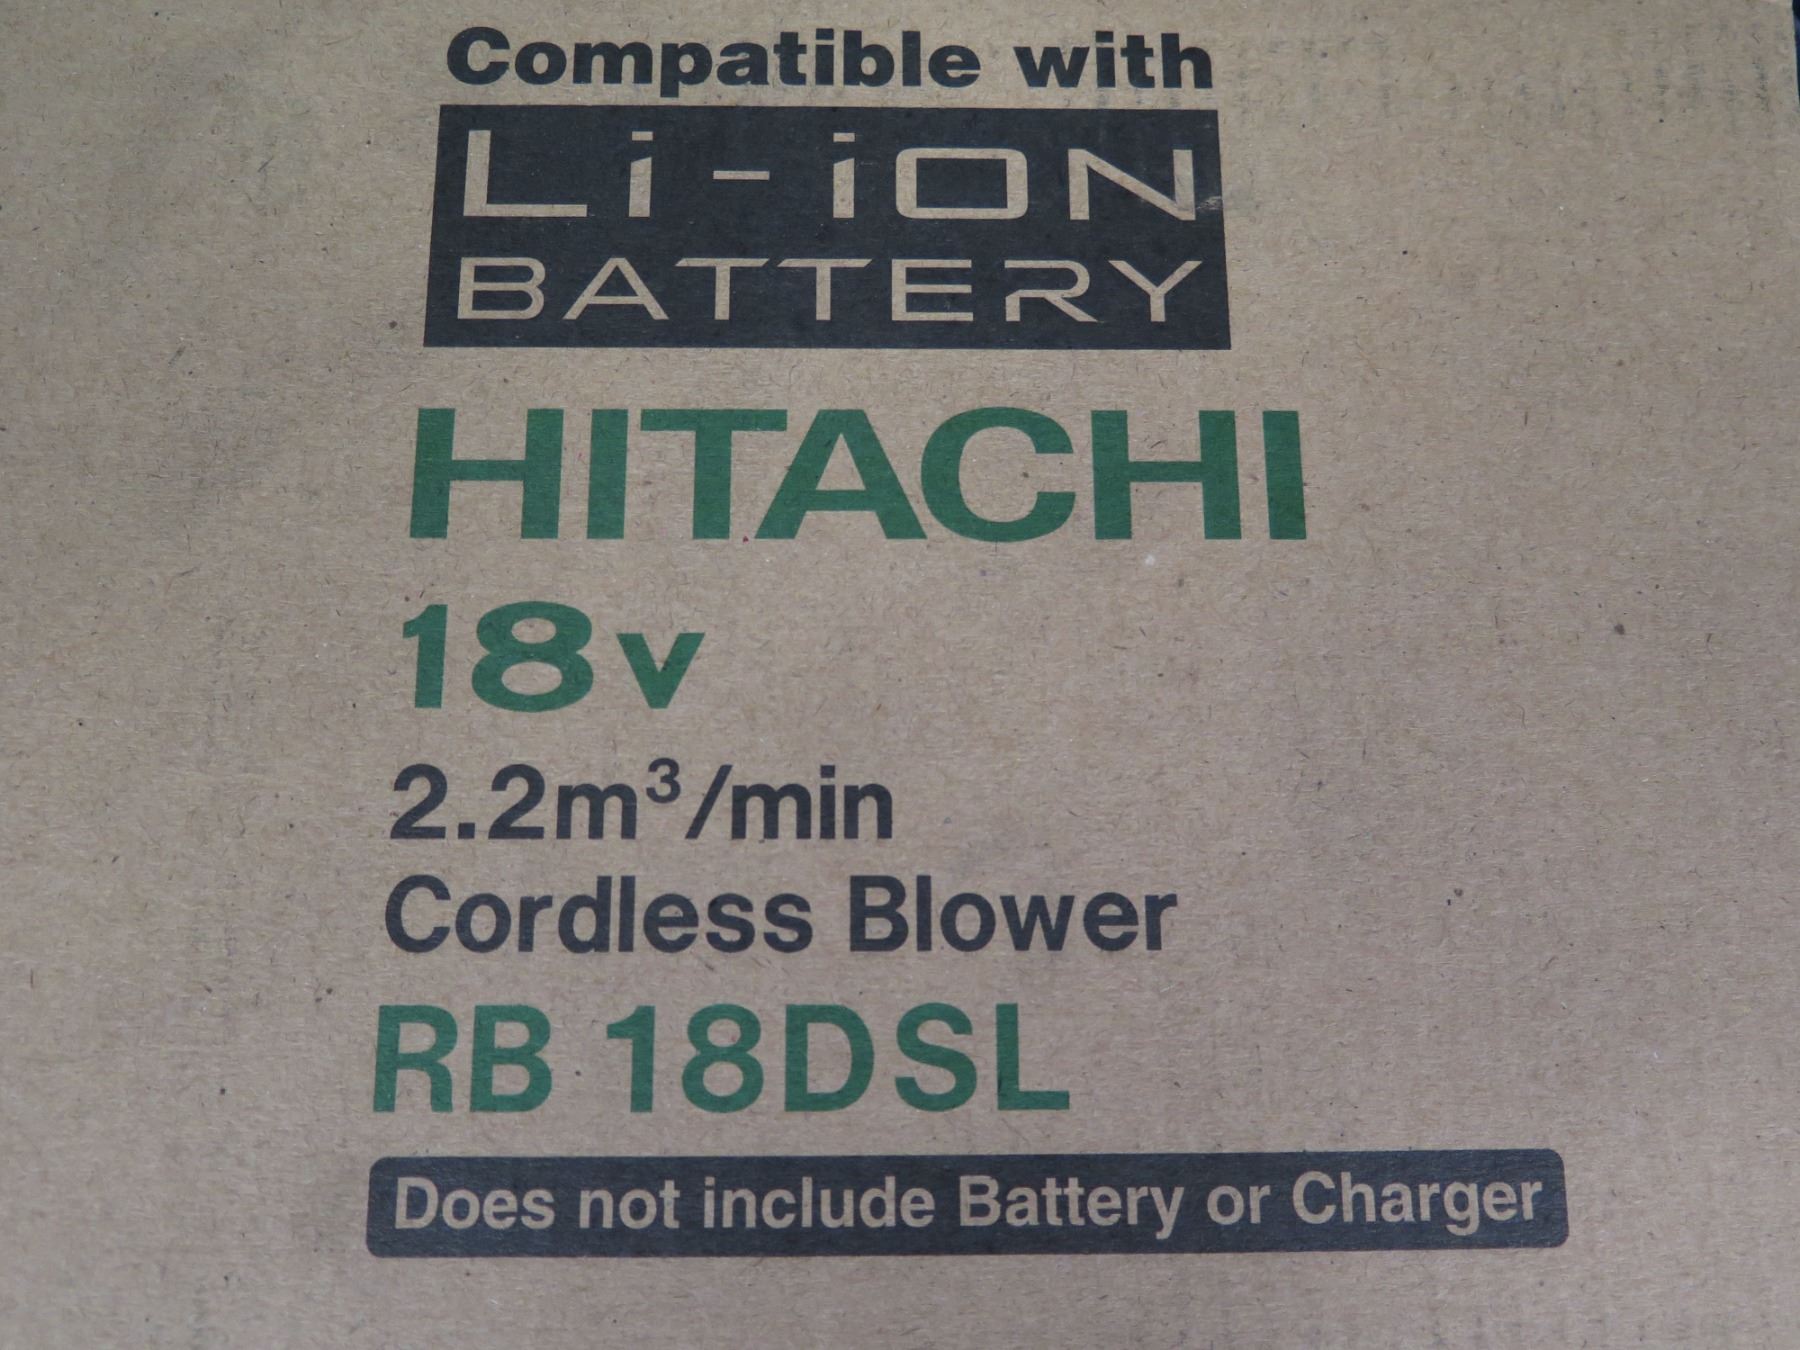 Compatible with
Li-ion
BATTERY
HITACHI
18v
2.2m³/min
Cordless Blower
RB 18DSL
Does not include Battery or Charger